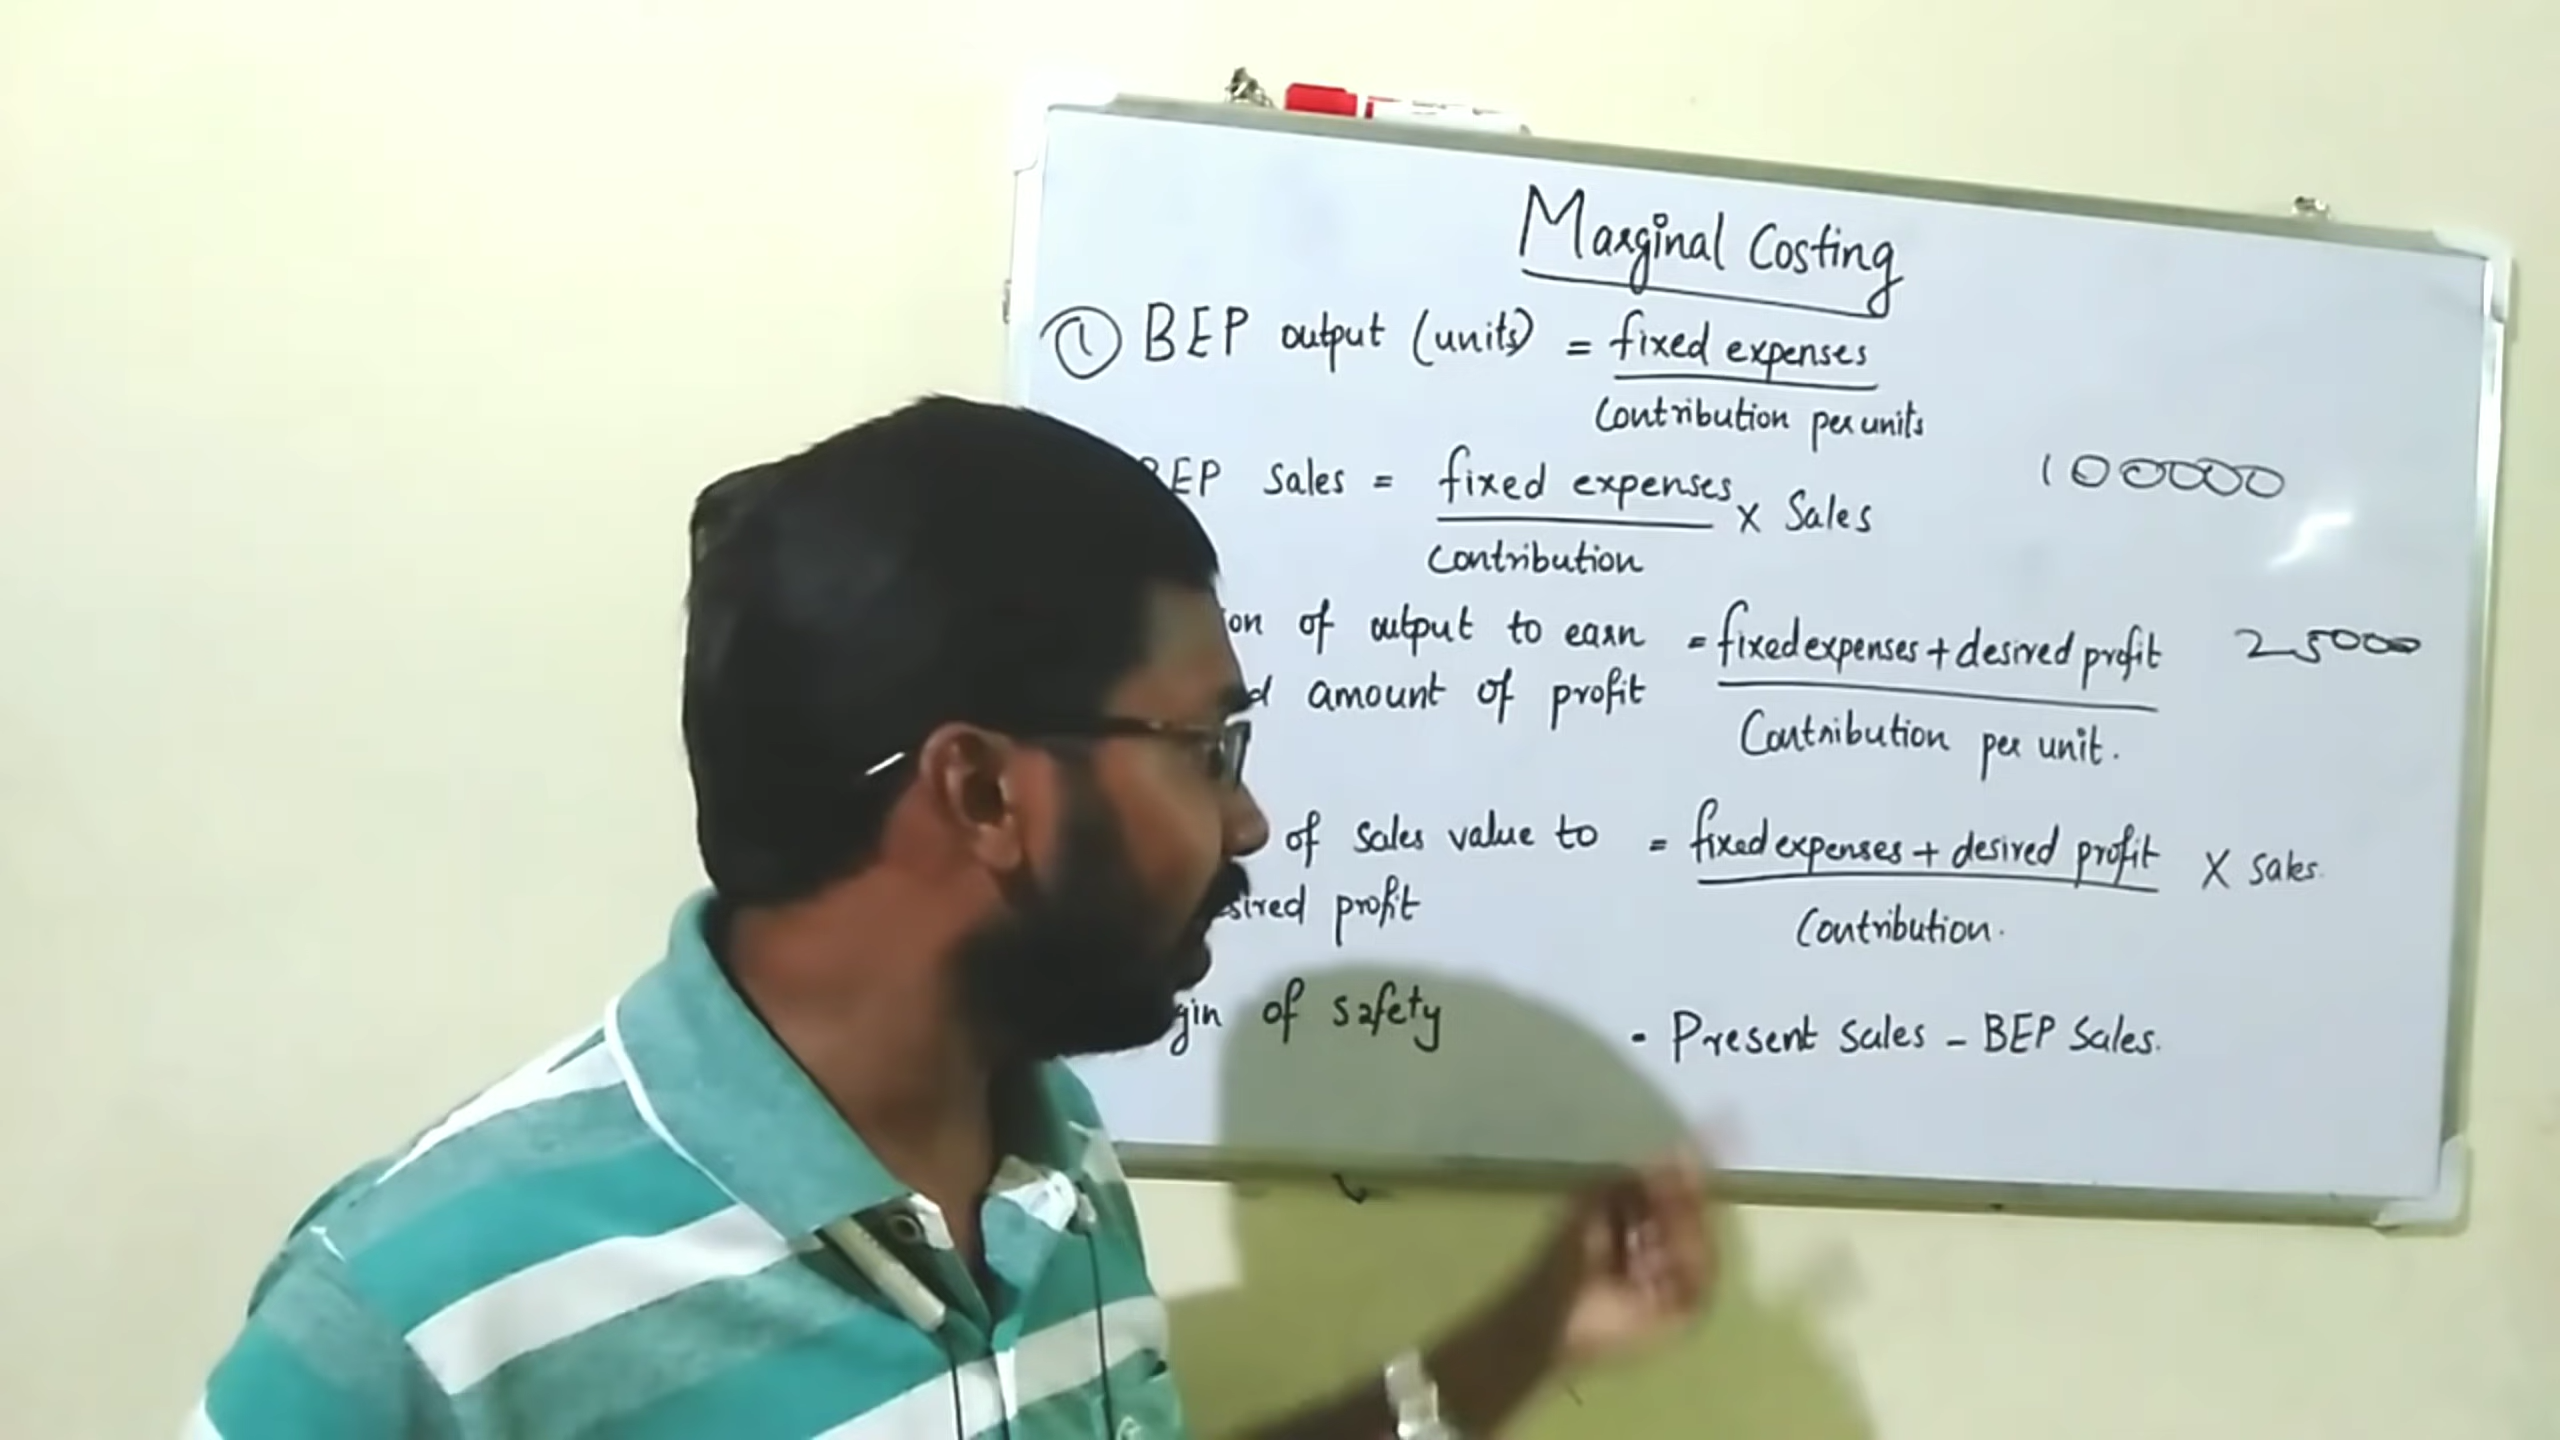 Marginal Costing
① BEP output (units) = fixed expenses
Contribution per units
BEP Sales = fixed expenses X Sales
Contribution
100000
on of output to earn = fixed expenses + desired profit
amount of profit
Contribution per unit.
25000
of sales value to = fixed expenses + desired profit X Sales.
sired profit
Contribution.
gin of safety - Present Sales - BEP Sales.